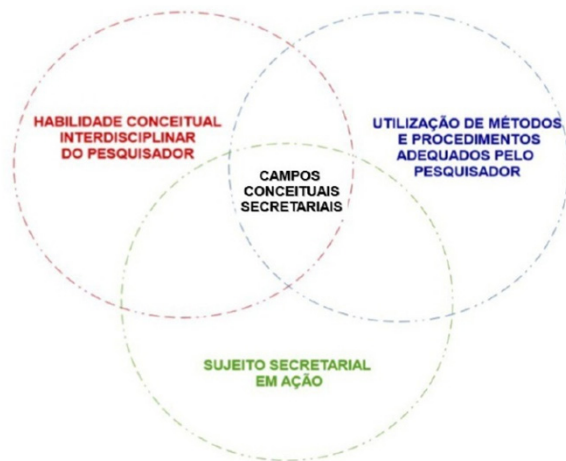 HABILIDADE CONCEITUAL
INTERDISCIPLINAR
DO PESQUISADOR
UTILIZAÇÃO DE MÉTODOS
E PROCEDIMENTOS
ADEQUADOS PELO
PESQUISADOR
CAMPOS
CONCEITUAIS
SECRETARIAIS
SUJEITO SECRETARIAL
EM AÇÃO